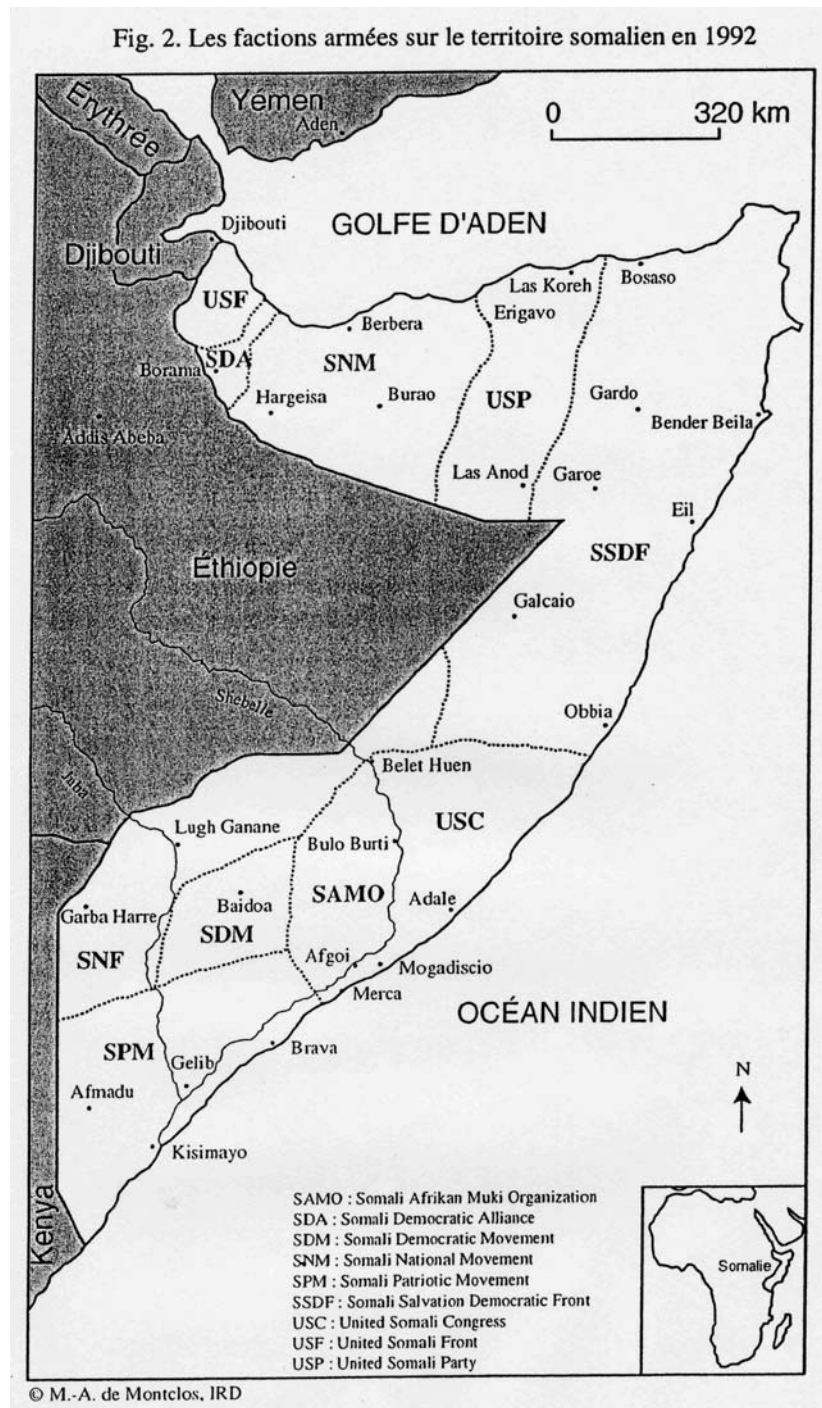 Fig. 2. Les factions armées sur le territoire somalien en 1992
Érythrée
Yémen
Aden
0 320 km
Djibouti
Djibouti
GOLFE D'ADEN
USF
Las Koreh
Bosaso
Erigavo
Berbera
SDA
Borama
SNM
Hargeisa
Burao
USP
Gardo
Bender Beila
Addis Abeba
Las Anod
Garoe
Eil
Éthiopie
SSDF
Galcaio
Shebelle
Obbia
Juba
Belet Huen
USC
Lugh Ganane
Bulo Burti
Garba Harre
Baidoa
SAMO
Adale
SNF
SDM
Afgoi
Mogadiscio
Merca
OCÉAN INDIEN
SPM
Brava
Gelib
Afmadu
N
Kisimayo
Kenya
SAMO : Somali Afrikan Muki Organization
SDA : Somali Democratic Alliance
SDM : Somali Democratic Movement
SNM : Somali National Movement
SPM : Somali Patriotic Movement
SSDF : Somali Salvation Democratic Front
USC : United Somali Congress
USF : United Somali Front
USP : United Somali Party
Somalie
© M.-A. de Montclos, IRD